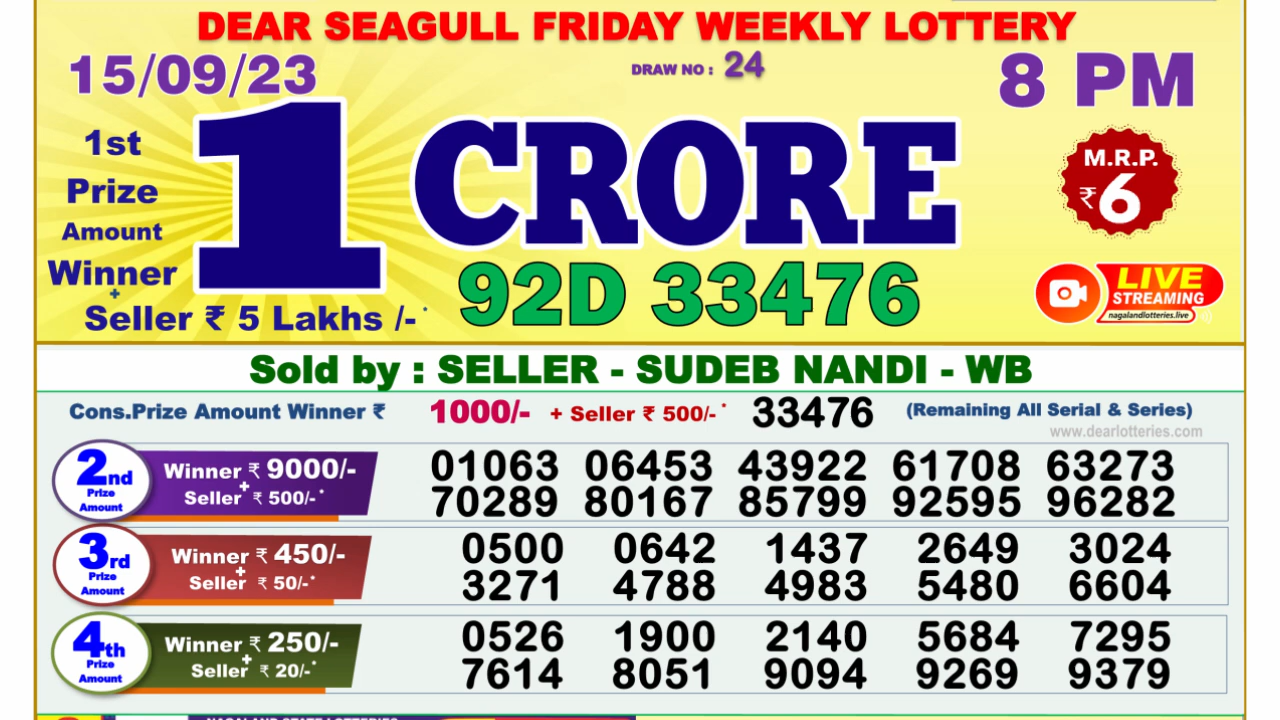 DEAR SEAGULL FRIDAY WEEKLY LOTTERY
15/09/23
DRAW NO : 24
8 PM
1st
Prize
Amount
Winner
+
Seller ₹ 5 Lakhs /-*
1 CRORE
92D 33476
M.R.P.
₹ 6
LIVE
STREAMING
nagalandlotteries.live
Sold by : SELLER - SUDEB NANDI - WB
Cons.Prize Amount Winner ₹ 1000/- + Seller ₹ 500/-* 33476 (Remaining All Serial & Series)
www.dearlotteries.com
2nd
Prize
Amount
Winner ₹ 9000/-
+
Seller ₹ 500/-*
01063 06453 43922 61708 63273
70289 80167 85799 92595 96282
3rd
Prize
Amount
Winner ₹ 450/-
+
Seller ₹ 50/-*
0500 0642 1437 2649 3024
3271 4788 4983 5480 6604
4th
Prize
Amount
Winner ₹ 250/-
+
Seller ₹ 20/-*
0526 1900 2140 5684 7295
7614 8051 9094 9269 9379
NAGALAND STATE LOTTERIES